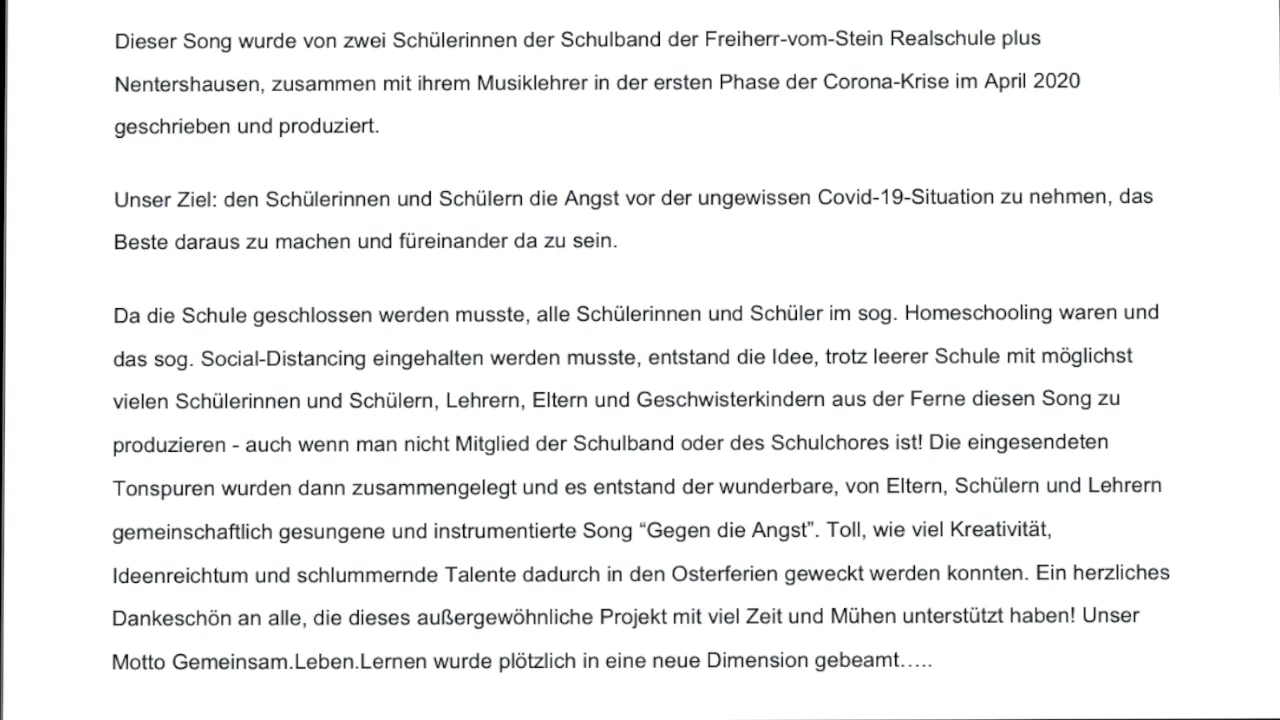 Dieser Song wurde von zwei Schülerinnen der Schulband der Freiherr-vom-Stein Realschule plus
Nentershausen, zusammen mit ihrem Musiklehrer in der ersten Phase der Corona-Krise im April 2020
geschrieben und produziert.
Unser Ziel: den Schülerinnen und Schülern die Angst vor der ungewissen Covid-19-Situation zu nehmen, das
Beste daraus zu machen und füreinander da zu sein.
Da die Schule geschlossen werden musste, alle Schülerinnen und Schüler im sog. Homeschooling waren und
das sog. Social-Distancing eingehalten werden musste, entstand die Idee, trotz leerer Schule mit möglichst
vielen Schülerinnen und Schülern, Lehrern, Eltern und Geschwisterkindern aus der Ferne diesen Song zu
produzieren - auch wenn man nicht Mitglied der Schulband oder des Schulchores ist! Die eingesendeten
Tonspuren wurden dann zusammengelegt und es entstand der wunderbare, von Eltern, Schülern und Lehrern
gemeinschaftlich gesungene und instrumentierte Song “Gegen die Angst”. Toll, wie viel Kreativität,
Ideenreichtum und schlummernde Talente dadurch in den Osterferien geweckt werden konnten. Ein herzliches
Dankeschön an alle, die dieses außergewöhnliche Projekt mit viel Zeit und Mühen unterstützt haben! Unser
Motto Gemeinsam.Leben.Lernen wurde plötzlich in eine neue Dimension gebeamt…..